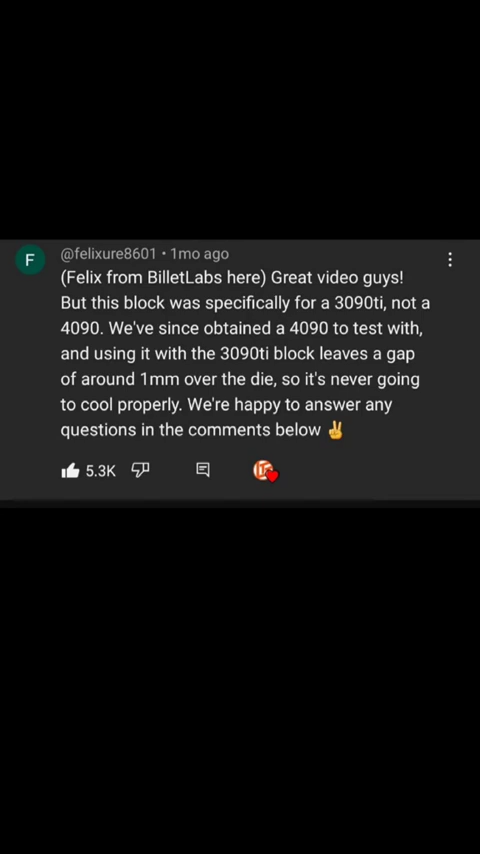 F
@felixure8601 • 1mo ago
(Felix from BilletLabs here) Great video guys!
But this block was specifically for a 3090ti, not a
4090. We've since obtained a 4090 to test with,
and using it with the 3090ti block leaves a gap
of around 1mm over the die, so it's never going
to cool properly. We're happy to answer any
questions in the comments below ✌️
5.3K